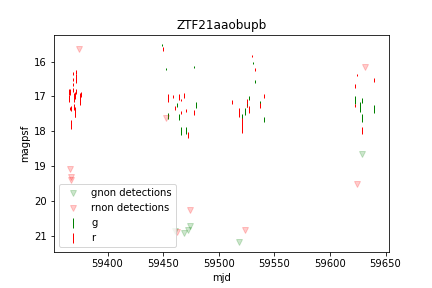 ZTF21aaobupb
magpsf
16
17
18
19
20
21
gnon detections
rnon detections
g
r
59400
59450
59500
59550
59600
59650
mjd